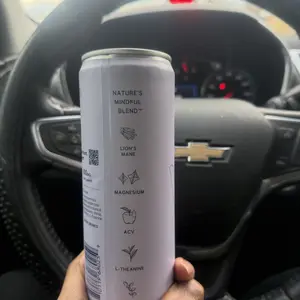 NATURE'S
MINDFUL
BLEND™
LION'S
MANE
MAGNESIUM
ACV
L-THEANINE